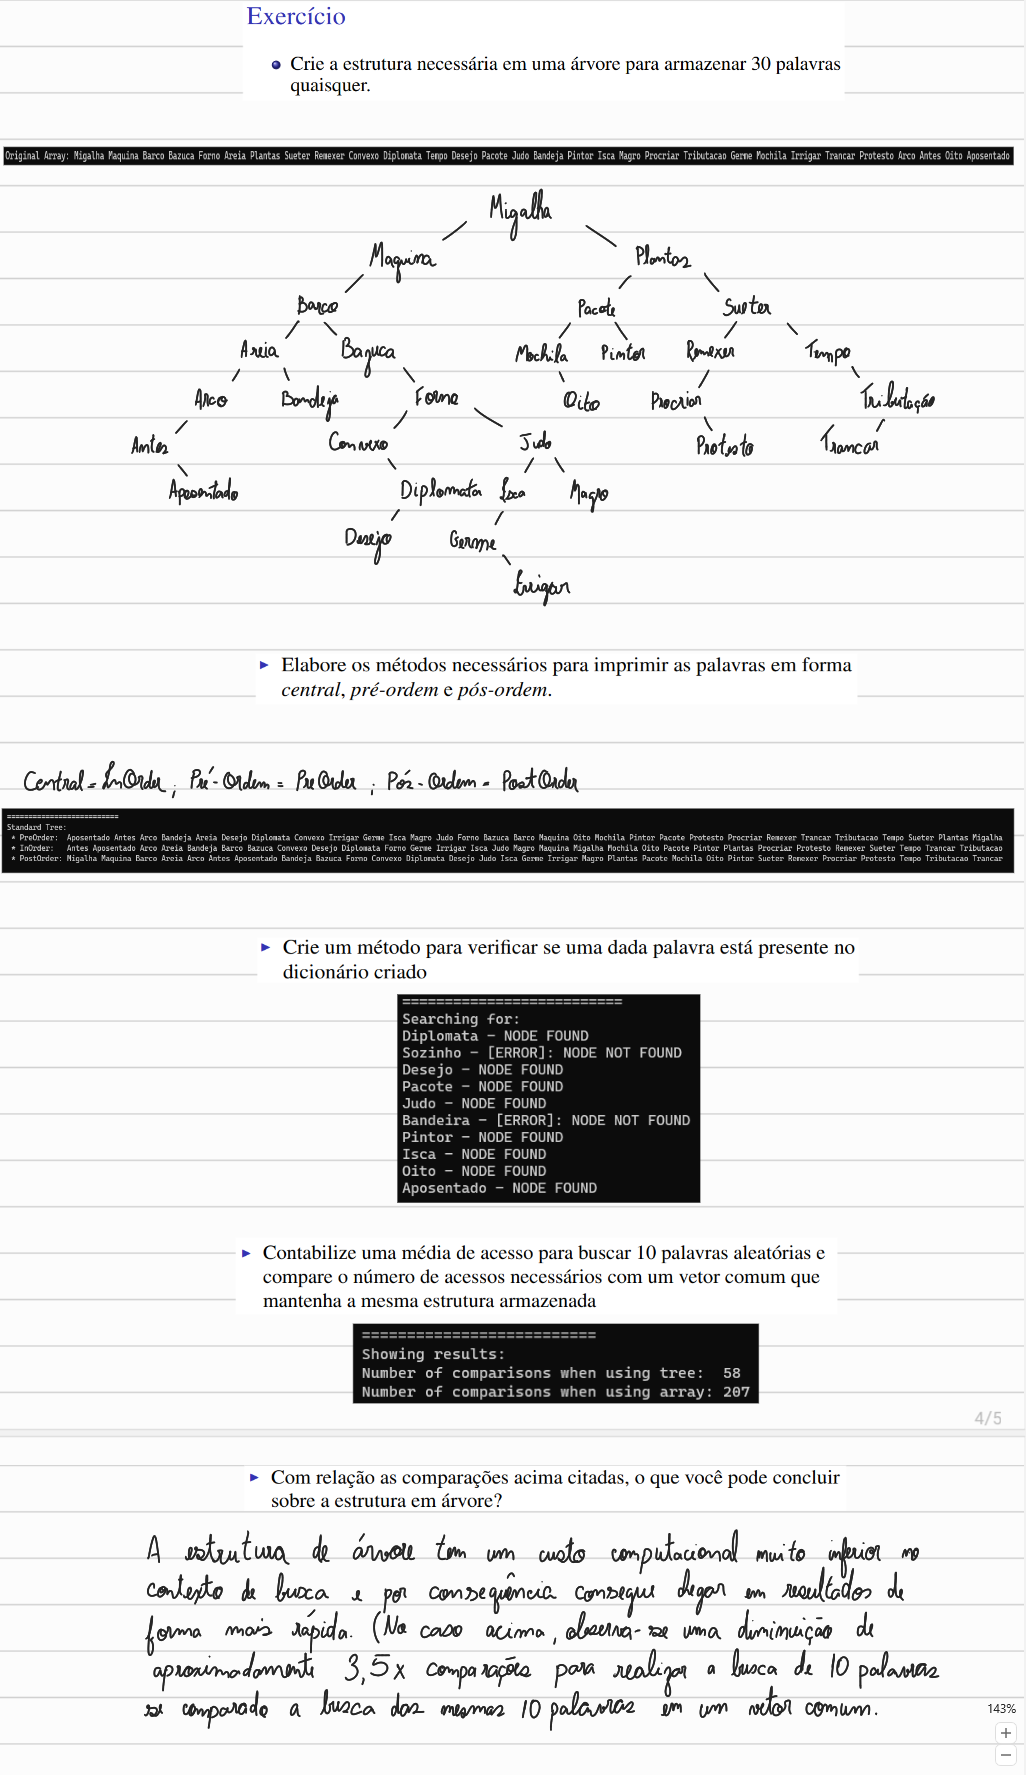 Exercício
Crie a estrutura necessária em uma árvore para armazenar 30 palavras
quaisquer.
Original Array: Migalha Maquina Barco Bazuca Forno Areia Plantas Sueter Remexer Convexo Diplomata Tempo Desejo Pacote Judo Bandeja Pintor Isca Magro Procriar Tributacao Germe Mochila Irrigar Trancar Protesto Arco Antes Oito Aposentado
Migalha
Maquina Plantas
Barco Pacote Sueter
Areia Bazuca Mochila Pintor Remexer Tempo
Arco Bandeja Forno Oito Procriar Tributação
Antes Convexo Judo Protesto Trancar
Aposentado Diplomata Isca Magro
Desejo Germe
Irrigar
Elabore os métodos necessários para imprimir as palavras em forma
central, pré-ordem e pós-ordem.
Central = InOrder ; Pré-Ordem = PreOrder ; Pós-Ordem = PostOrder
==========================
Standard Tree:
* PreOrder: Aposentado Antes Arco Bandeja Areia Desejo Diplomata Convexo Irrigar Germe Isca Magro Judo Forno Bazuca Barco Maquina Oito Mochila Pintor Pacote Protesto Procriar Remexer Trancar Tributacao Tempo Sueter Plantas Migalha
* InOrder: Antes Aposentado Arco Areia Bandeja Barco Bazuca Convexo Desejo Diplomata Forno Germe Irrigar Isca Judo Magro Maquina Migalha Mochila Oito Pacote Pintor Plantas Procriar Protesto Remexer Sueter Tempo Trancar Tributacao
* PostOrder: Migalha Maquina Barco Areia Arco Antes Aposentado Bandeja Bazuca Forno Convexo Diplomata Desejo Judo Isca Germe Irrigar Magro Plantas Pacote Mochila Oito Pintor Sueter Remexer Procriar Protesto Tempo Tributacao Trancar
Crie um método para verificar se uma dada palavra está presente no
dicionário criado
==========================
Searching for:
Diplomata - NODE FOUND
Sozinho - [ERROR]: NODE NOT FOUND
Desejo - NODE FOUND
Pacote - NODE FOUND
Judo - NODE FOUND
Bandeira - [ERROR]: NODE NOT FOUND
Pintor - NODE FOUND
Isca - NODE FOUND
Oito - NODE FOUND
Aposentado - NODE FOUND
Contabilize uma média de acesso para buscar 10 palavras aleatórias e
compare o número de acessos necessários com um vetor comum que
mantenha a mesma estrutura armazenada
==========================
Showing results:
Number of comparisons when using tree: 58
Number of comparisons when using array: 207
4/5
Com relação as comparações acima citadas, o que você pode concluir
sobre a estrutura em árvore?
A estrutura de árvore tem um custo computacional muito inferior no
contexto de busca e por consequência consegue chegar em resultados de
forma mais rápida. (No caso acima, observa-se uma diminuição de
aproximadamente 3,5x comparações para realizar a busca de 10 palavras
se comparado a busca das mesmas 10 palavras em um vetor comum.
143%